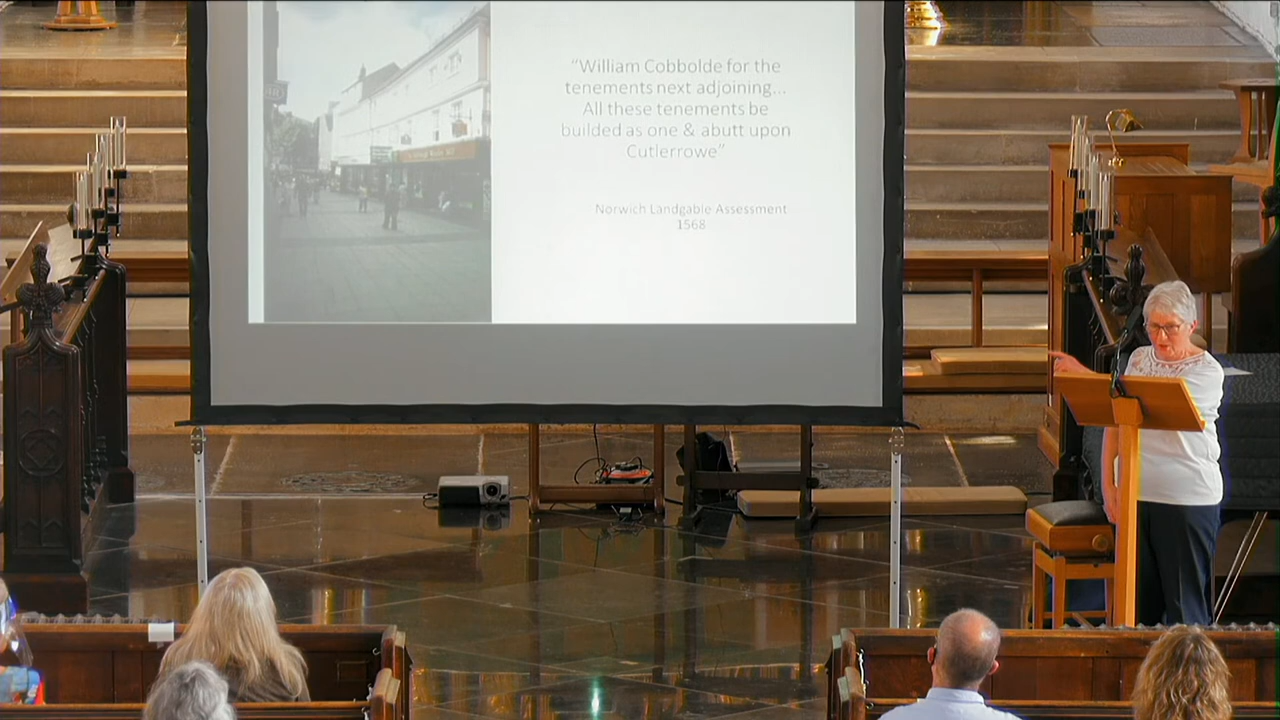 “William Cobbolde for the
tenements next adjoining...
All these tenements be
builded as one & abutt upon
Cutlerrowe”
Norwich Landgable Assessment
1568